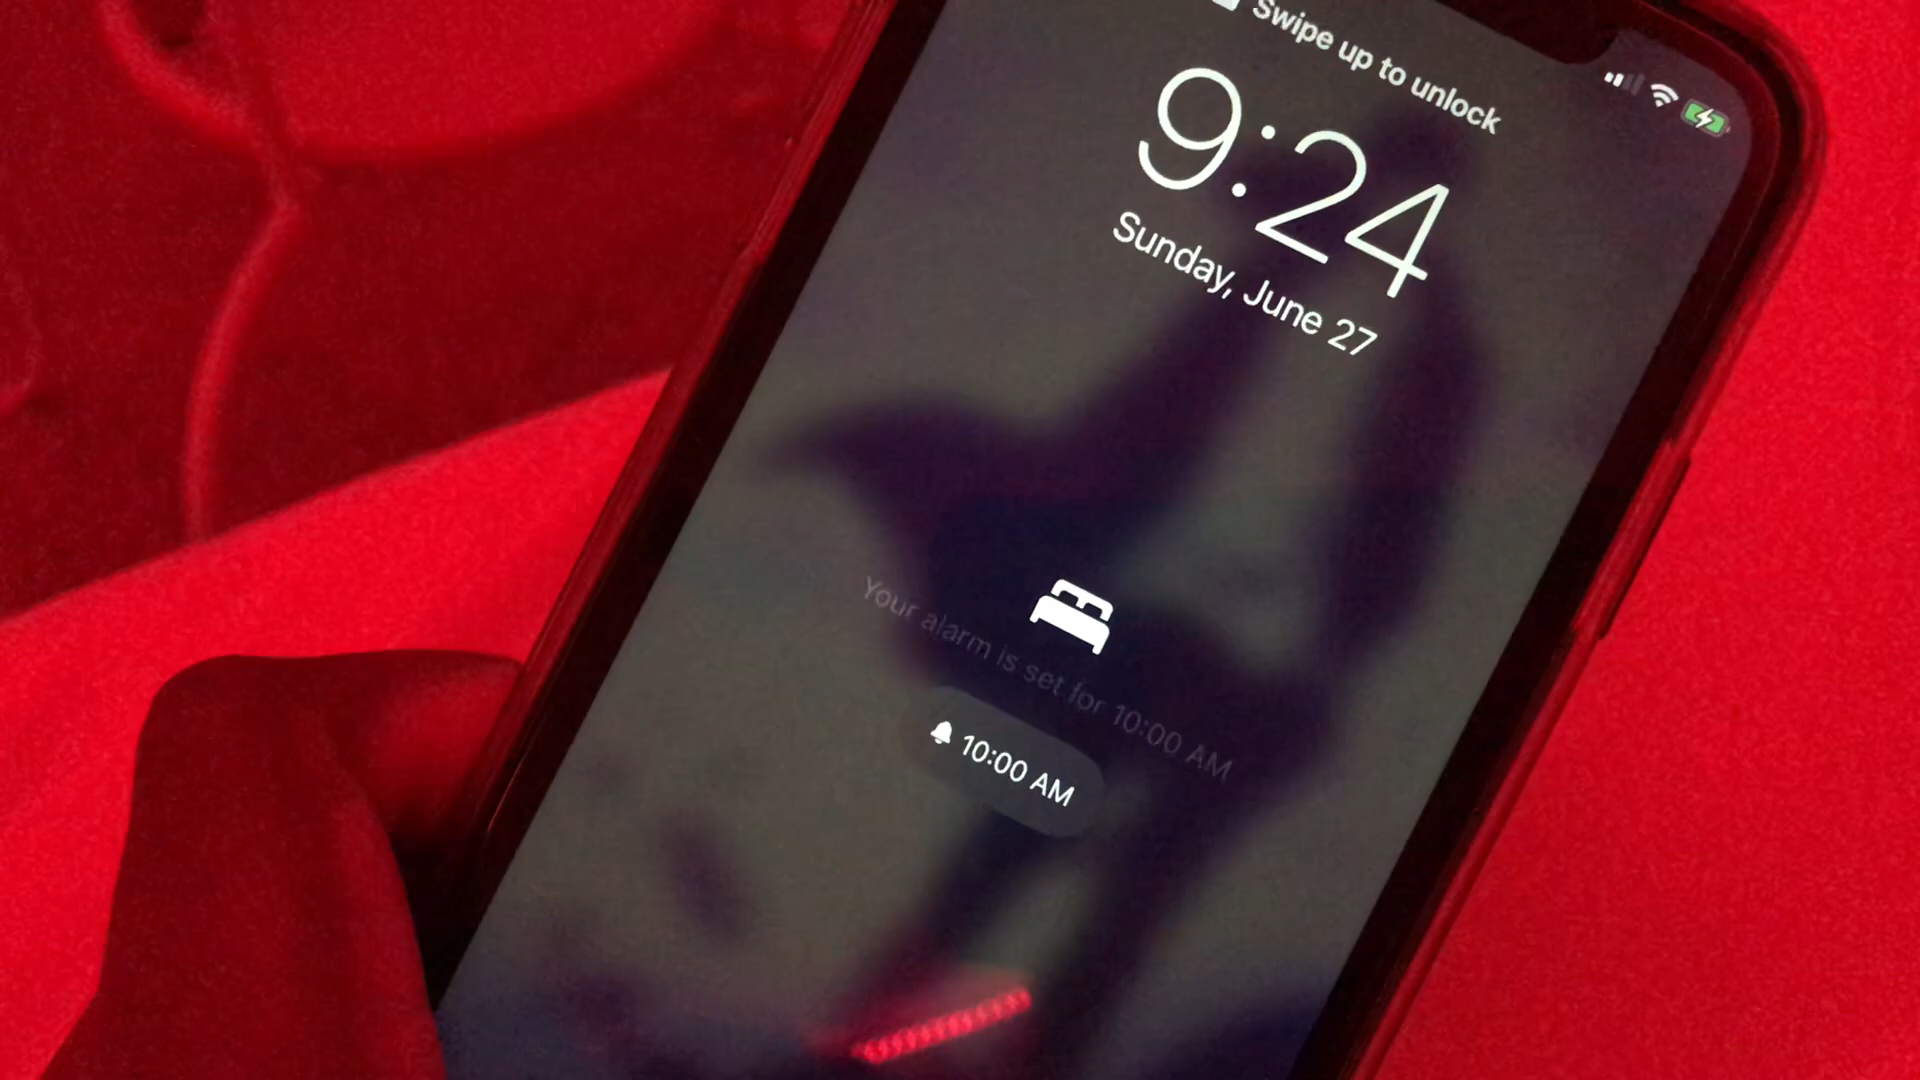 Swipe up to unlock
9:24
Sunday, June 27
Your alarm is set for 10:00 AM
10:00 AM